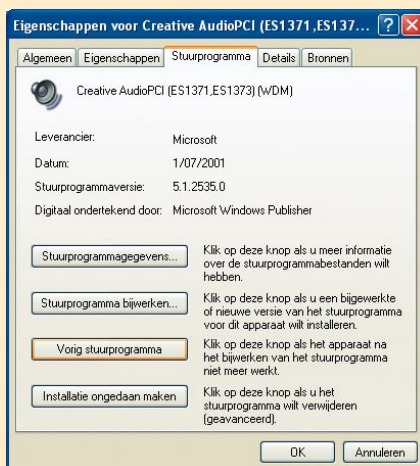 Eigenschappen voor Creative AudioPCI (ES1371,ES137...
Algemeen Eigenschappen Stuurprogramma Details Bronnen
Creative AudioPCI (ES1371,ES1373) (WDM)
Leverancier: Microsoft
Datum: 1/07/2001
Stuurprogrammaversie: 5.1.2535.0
Digitaal ondertekend door: Microsoft Windows Publisher
Stuurprogrammagegevens...
Klik op deze knop als u meer informatie
over de stuurprogrammabestanden wilt
hebben.
Stuurprogramma bijwerken...
Klik op deze knop als u een bijgewerkte
of nieuwe versie van het stuurprogramma
voor dit apparaat wilt installeren.
Vorig stuurprogramma
Klik op deze knop als het apparaat na
het bijwerken van het stuurprogramma
niet meer werkt.
Installatie ongedaan maken
Klik op deze knop als u het
stuurprogramma wilt verwijderen
(geavanceerd).
OK Annuleren